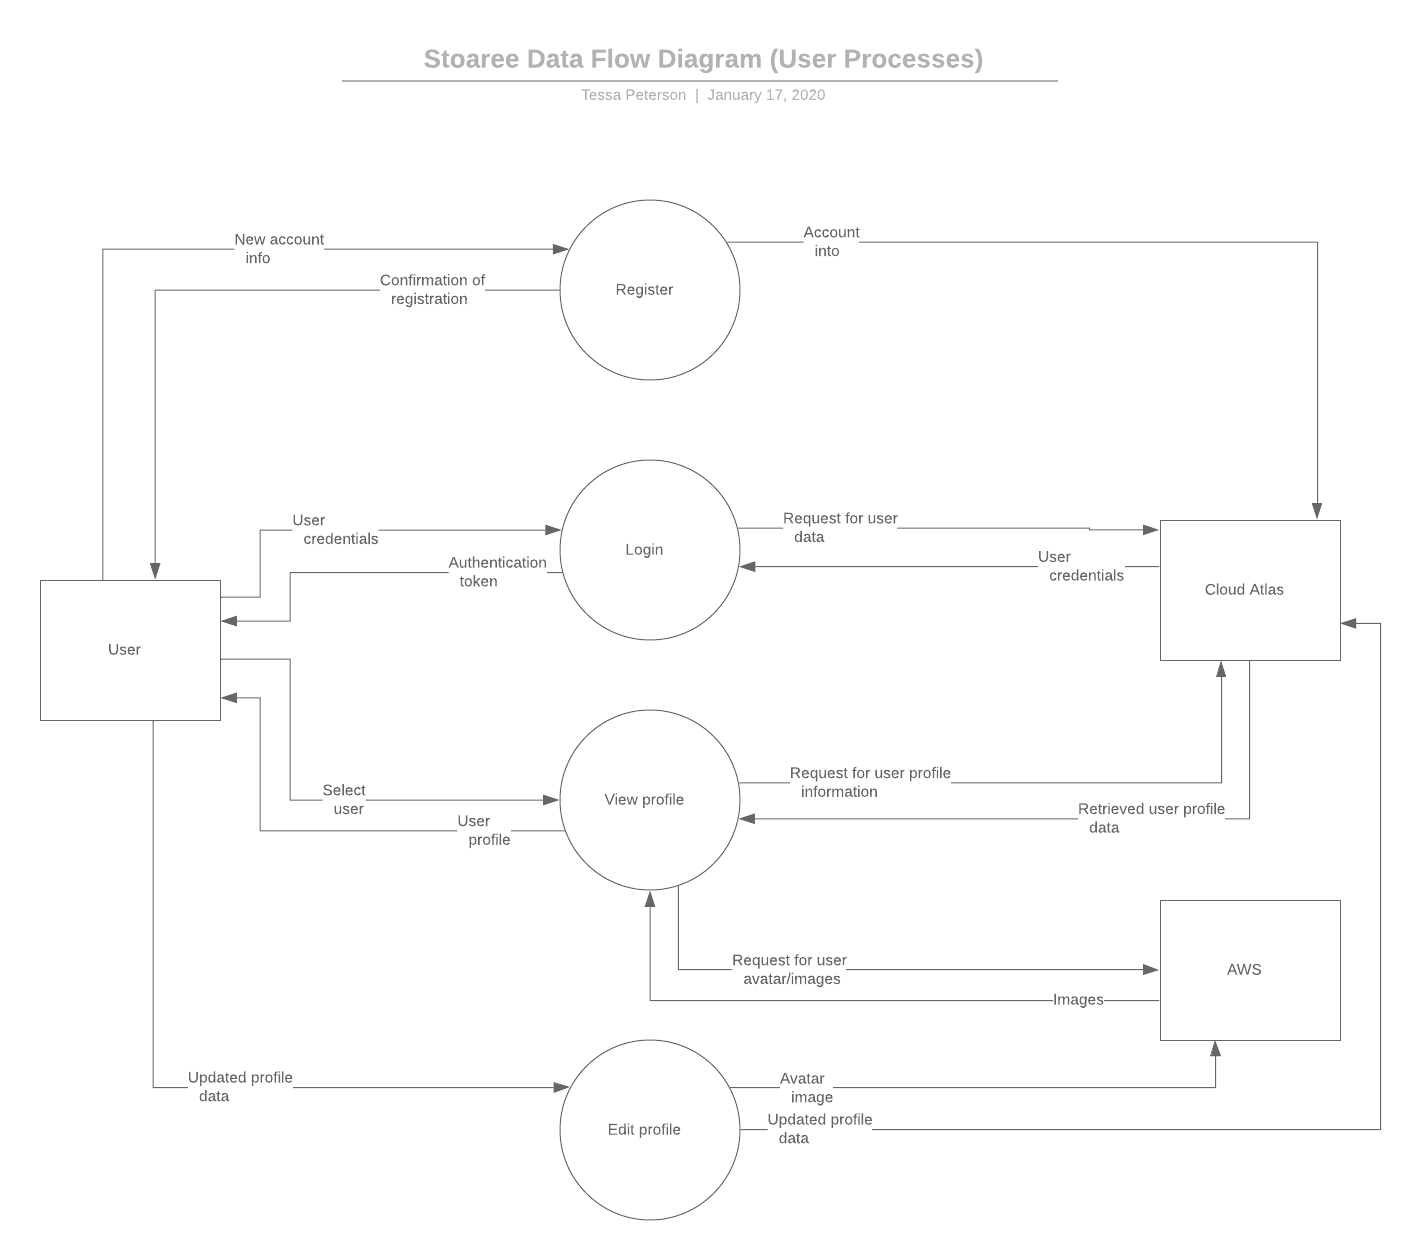 Stoaree Data Flow Diagram (User Processes)
Tessa Peterson | January 17, 2020
New account
info
Account
into
Confirmation of
registration
Register
User
credentials
Request for user
data
Authentication
token
Login
User
credentials
Cloud Atlas
User
Select
user
View profile
Request for user profile
information
User
profile
Retrieved user profile
data
Request for user
avatar/images
AWS
Images
Updated profile
data
Avatar
image
Edit profile
Updated profile
data